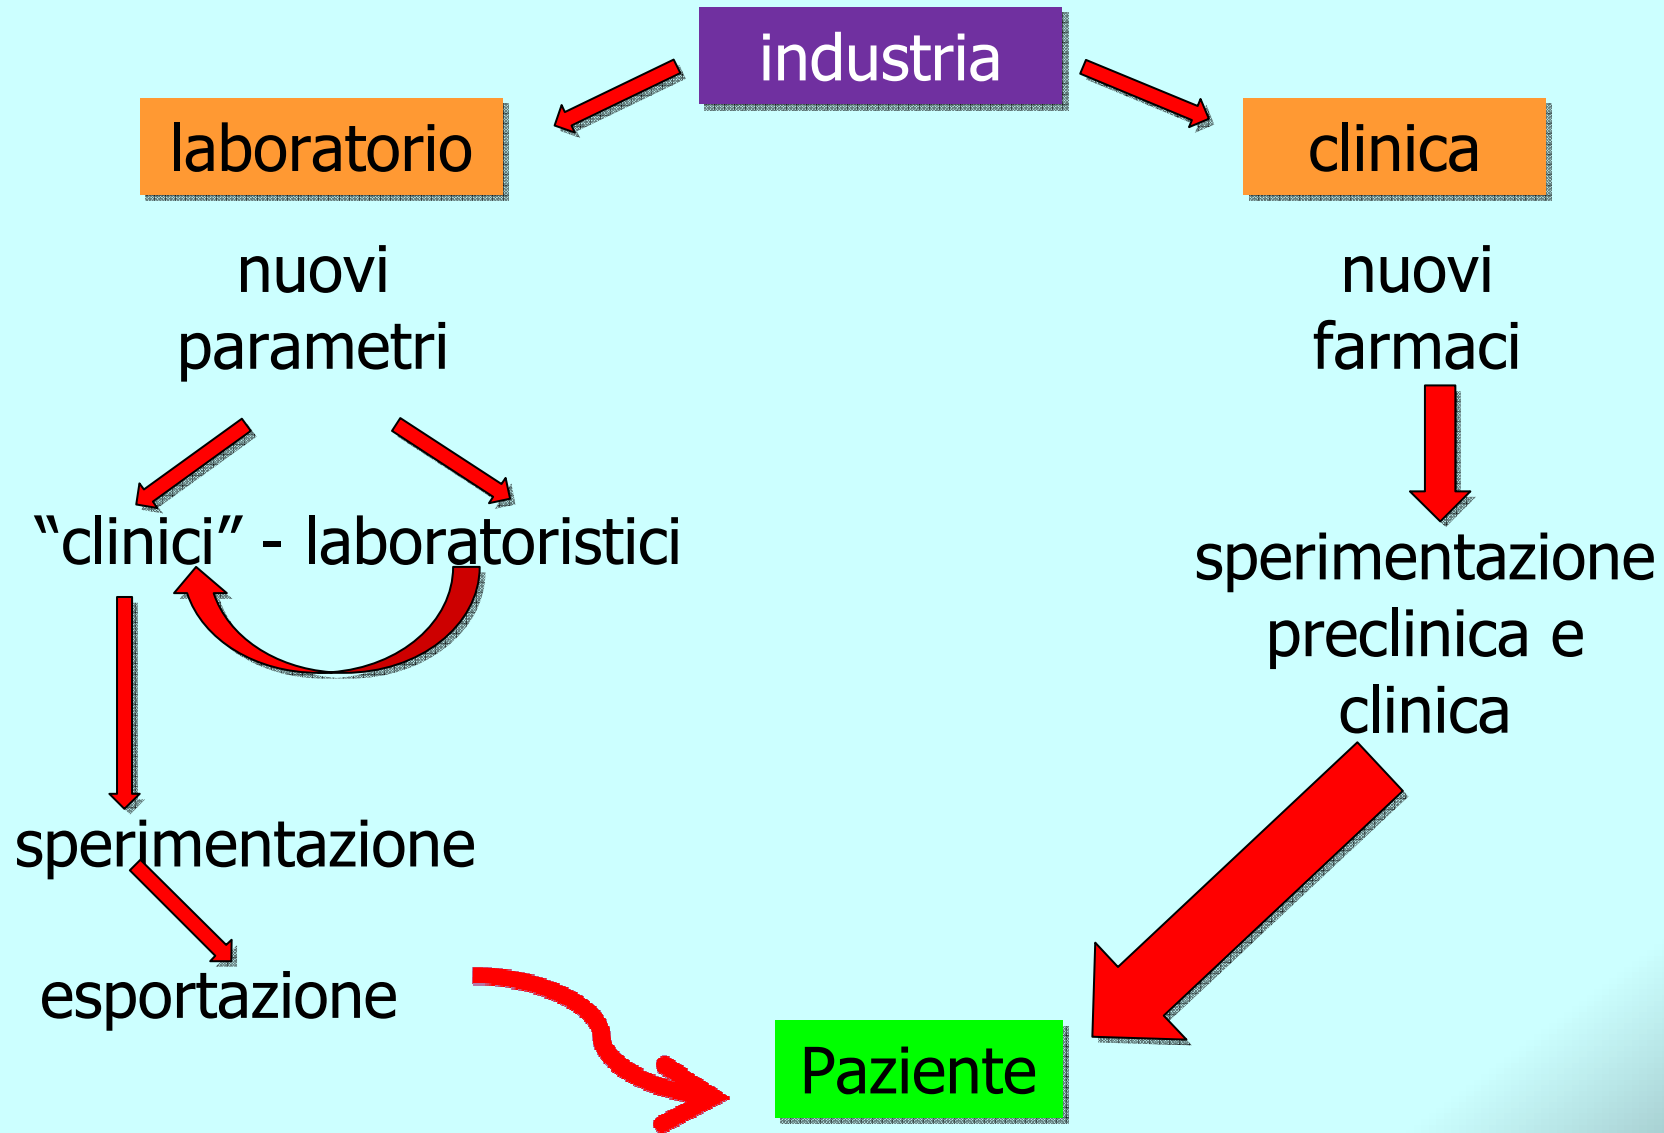 industria
laboratorio
clinica
nuovi
parametri
nuovi
farmaci
“clinici” - laboratoristici
sperimentazione
preclinica e
clinica
sperimentazione
esportazione
Paziente